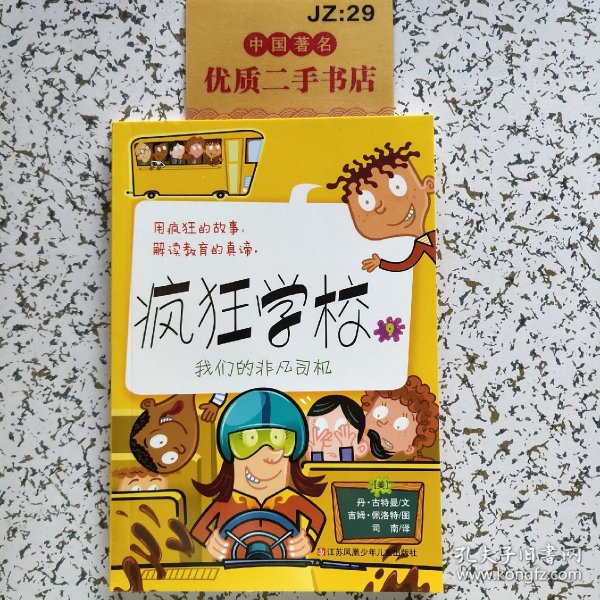 JZ:29
中国著名
优质二手书店
用疯狂的故事,
解读教育的真谛。
疯狂学校
9
我们的非凡司机
[美]
丹·古特曼/文
吉姆·佩洛特/图
司 南/译
江苏凤凰少年儿童出版社
孔夫子旧书网
www.kongfz.com